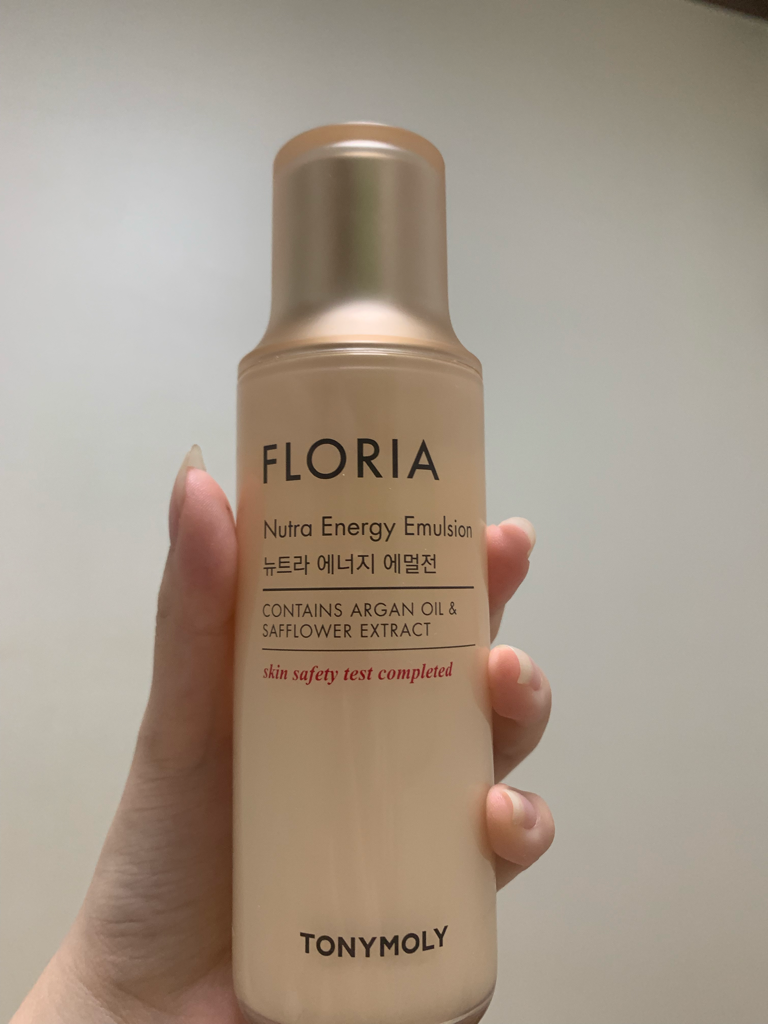 FLORIA
Nutra Energy Emulsion
뉴트라 에너지 에멀전
CONTAINS ARGAN OIL &
SAFFLOWER EXTRACT
skin safety test completed
TONYMOLY